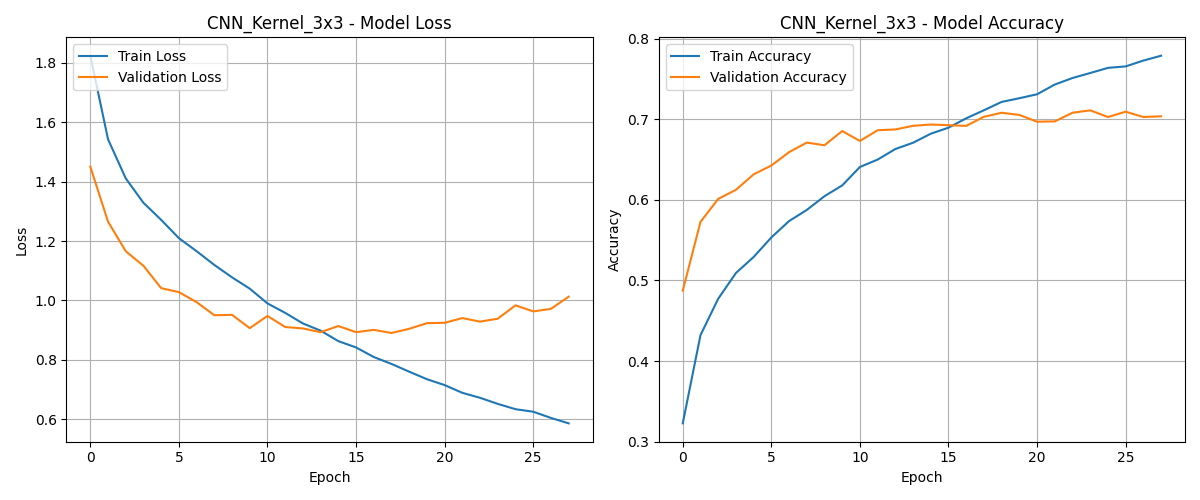 CNN_Kernel_3x3 - Model Loss
Train Loss
Validation Loss
Loss
1.8
1.6
1.4
1.2
1.0
0.8
0.6
0
5
10
15
20
25
Epoch
CNN_Kernel_3x3 - Model Accuracy
Train Accuracy
Validation Accuracy
Accuracy
0.8
0.7
0.6
0.5
0.4
0.3
0
5
10
15
20
25
Epoch